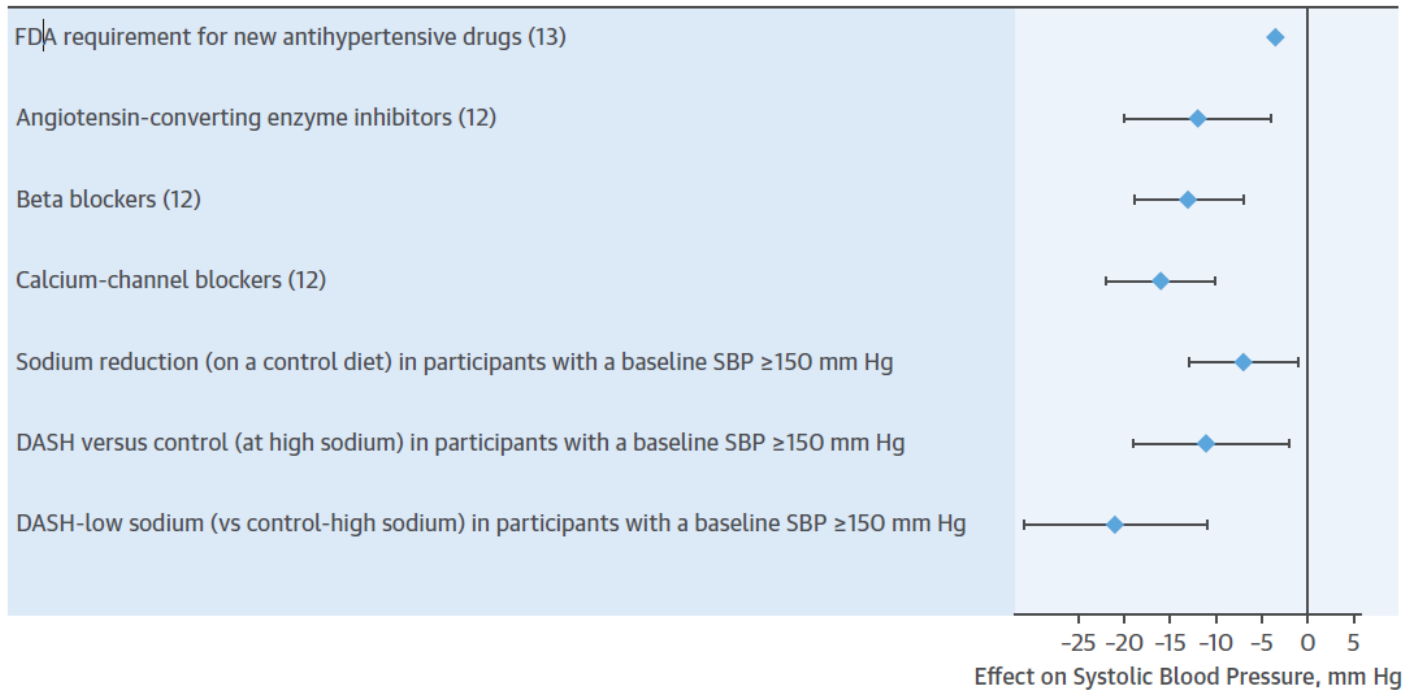 FDA requirement for new antihypertensive drugs (13)
Angiotensin-converting enzyme inhibitors (12)
Beta blockers (12)
Calcium-channel blockers (12)
Sodium reduction (on a control diet) in participants with a baseline SBP ≥150 mm Hg
DASH versus control (at high sodium) in participants with a baseline SBP ≥150 mm Hg
DASH-low sodium (vs control-high sodium) in participants with a baseline SBP ≥150 mm Hg
-25 -20 -15 -10 -5 0 5
Effect on Systolic Blood Pressure, mm Hg